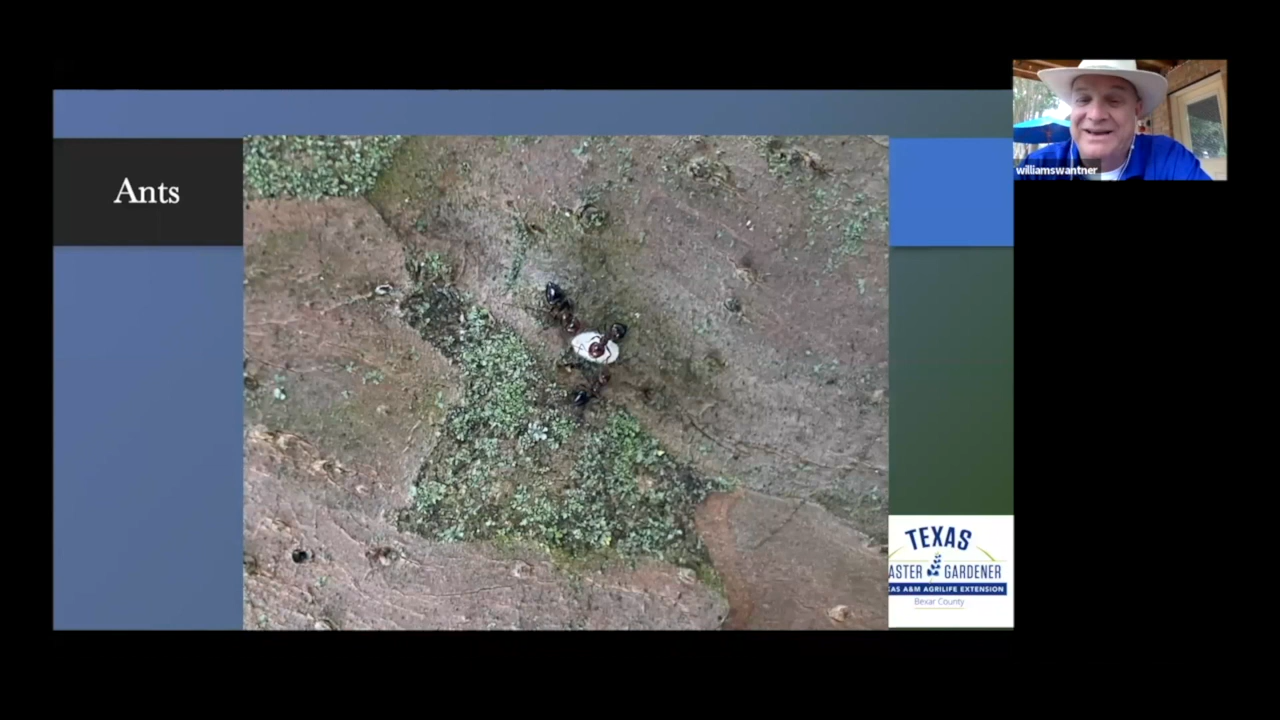 Ants
williamswantner
TEXAS
ASTER GARDENER
AS A&M AGRILIFE EXTENSION
Bexar County